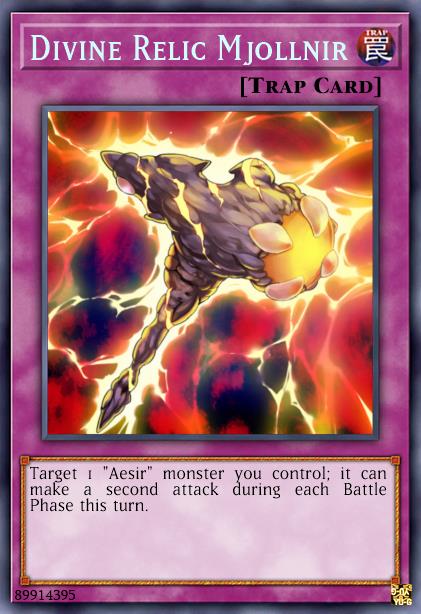 Divine Relic Mjollnir
TRAP
罠
[Trap Card]
Target 1 "Aesir" monster you control; it can
make a second attack during each Battle
Phase this turn.
89914395